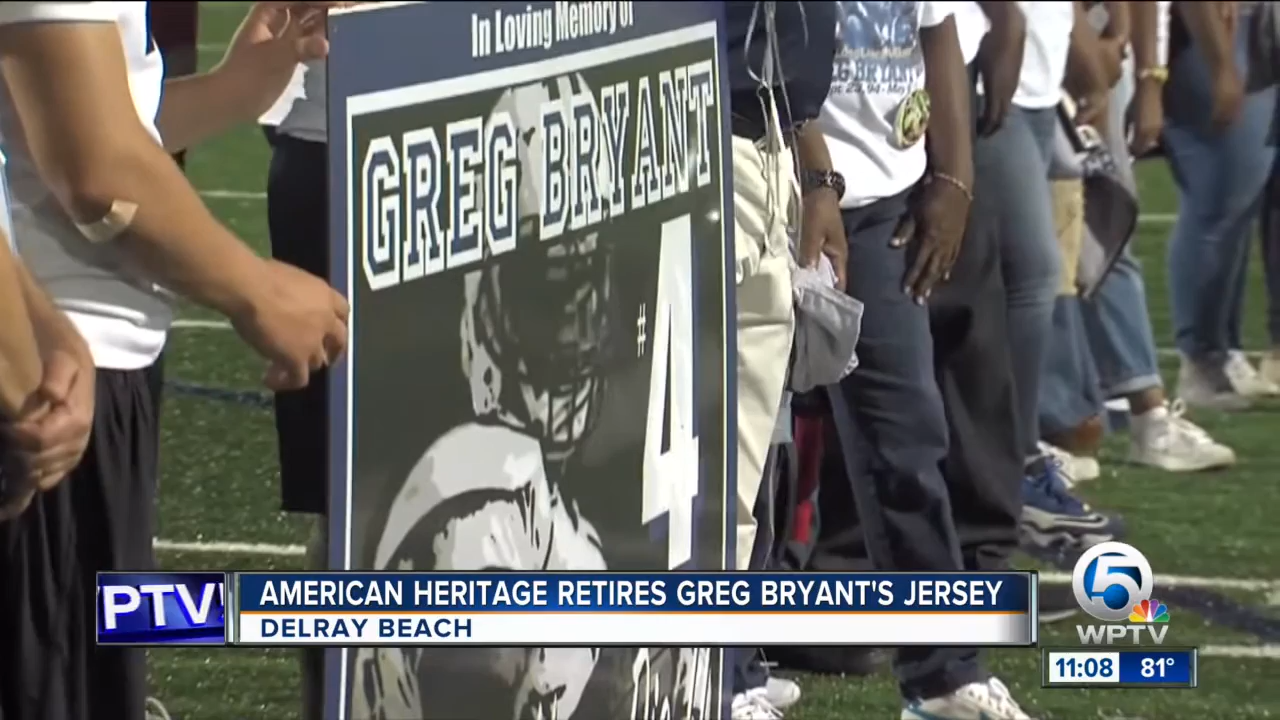 In Loving Memory of
GREG BRYANT
#4
PTV
AMERICAN HERITAGE RETIRES GREG BRYANT'S JERSEY
DELRAY BEACH
5
WPTV
11:08 81°